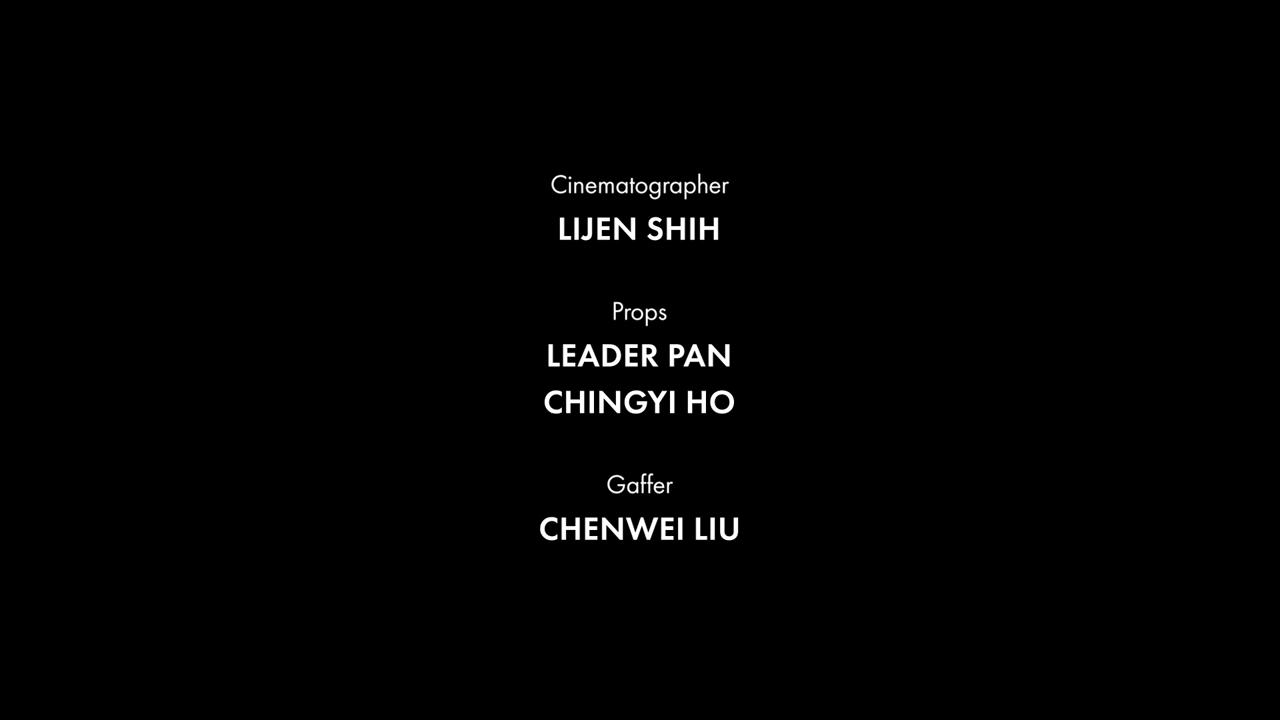 Cinematographer
LIJEN SHIH
Props
LEADER PAN
CHINGYI HO
Gaffer
CHENWEI LIU